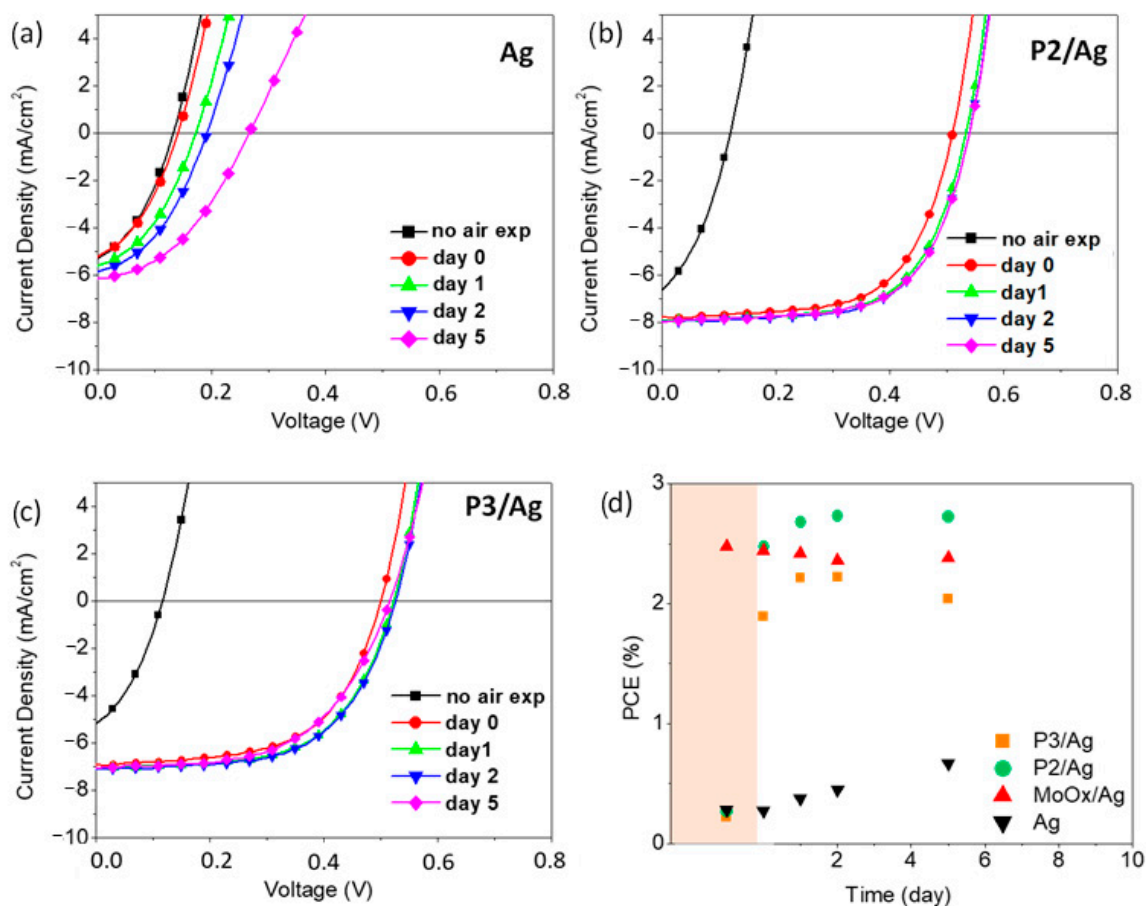 (a)
Ag
Current Density (mA/cm²)
4
2
0
−2
−4
−6
−8
−10
0.0
0.2
0.4
0.6
0.8
Voltage (V)
no air exp
day 0
day 1
day 2
day 5
(b)
P2/Ag
Current Density (mA/cm²)
4
2
0
−2
−4
−6
−8
−10
0.0
0.2
0.4
0.6
0.8
Voltage (V)
no air exp
day 0
day1
day 2
day 5
(c)
P3/Ag
Current Density (mA/cm²)
4
2
0
−2
−4
−6
−8
−10
0.0
0.2
0.4
0.6
0.8
Voltage (V)
no air exp
day 0
day1
day 2
day 5
(d)
PCE (%)
3
2
1
0
2
4
6
8
10
Time (day)
P3/Ag
P2/Ag
MoOx/Ag
Ag